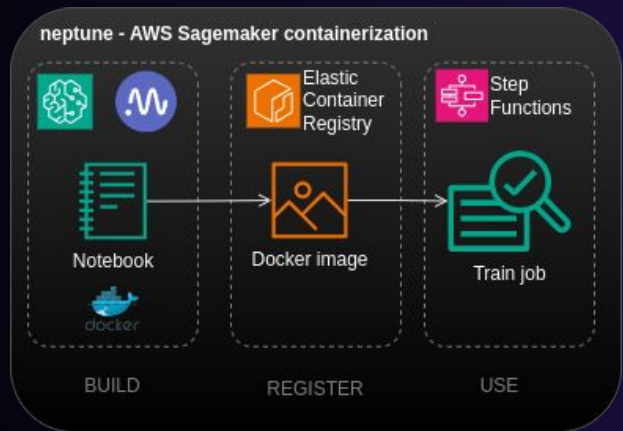 neptune - AWS Sagemaker containerization
Notebook
docker
BUILD
Elastic
Container
Registry
Docker image
REGISTER
Step
Functions
Train job
USE